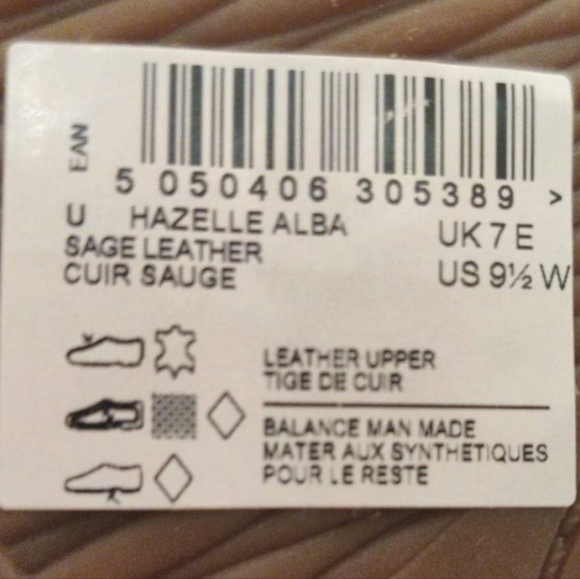 EAN
5 050406 305389 >
U HAZELLE ALBA UK 7 E
SAGE LEATHER
CUIR SAUGE US 9½ W
LEATHER UPPER
TIGE DE CUIR
BALANCE MAN MADE
MATER AUX SYNTHETIQUES
POUR LE RESTE